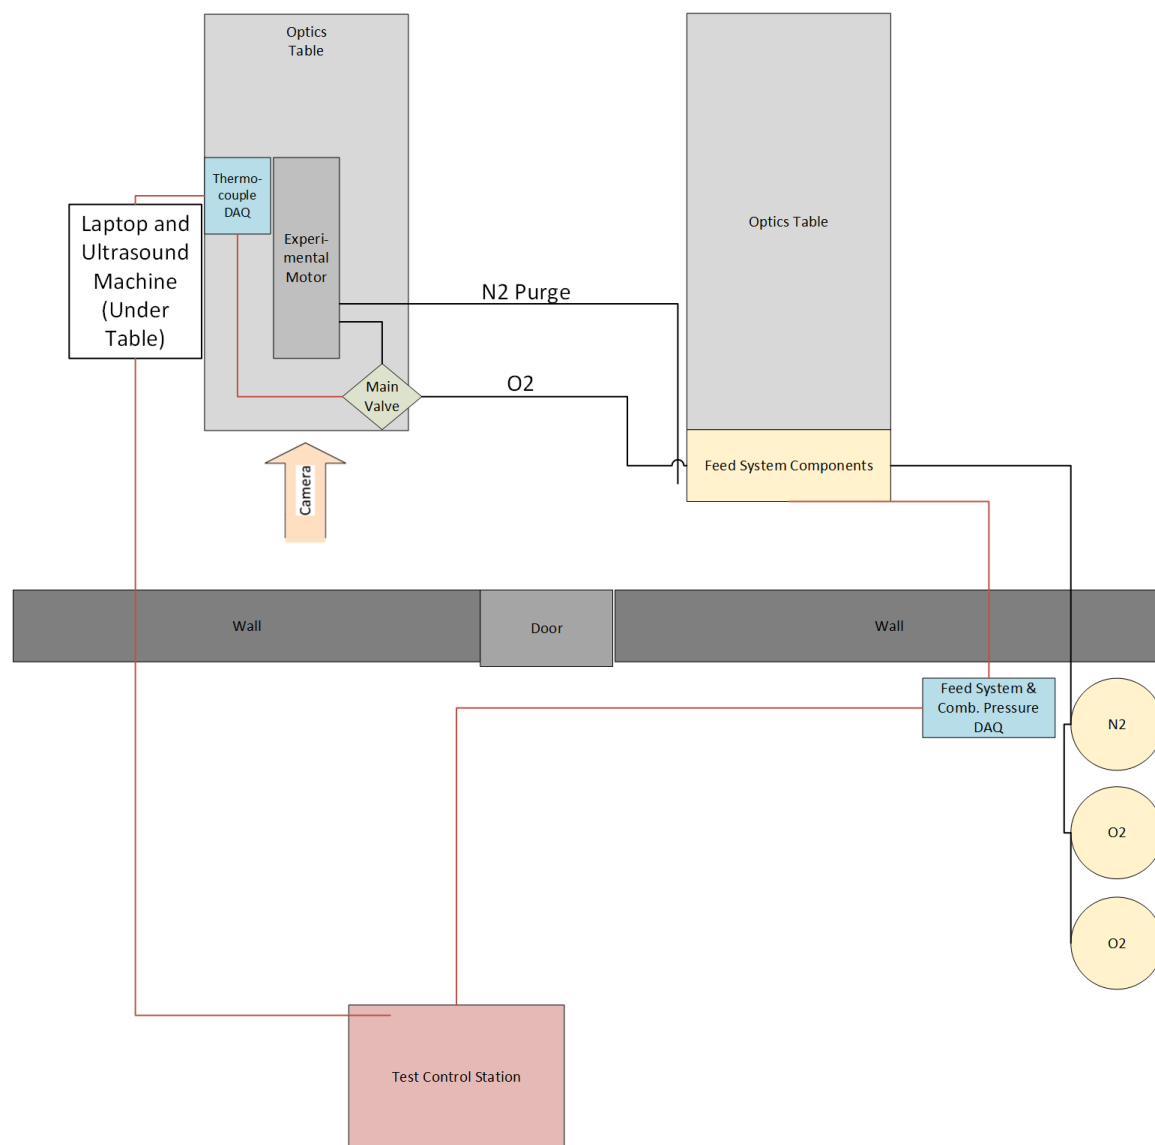 Optics
Table
Thermo-
couple
DAQ
Laptop and
Ultrasound
Machine
(Under
Table)
Experi-
mental
Motor
Optics Table
N2 Purge
O2
Main
Valve
Feed System Components
Camera
Wall
Door
Wall
Feed System &
Comb. Pressure
DAQ
N2
O2
O2
Test Control Station